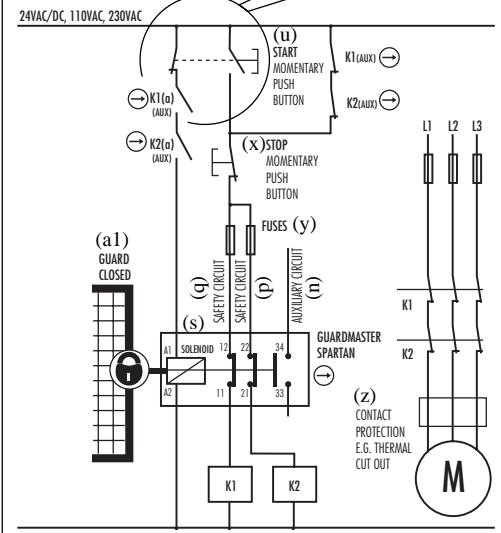 24VAC/DC, 110VAC, 230VAC
(u)
START
MOMENTARY
PUSH
BUTTON
K1(AUX)
K2(AUX)
K1(a)
(AUX)
K2(a)
(AUX)
(x) STOP
MOMENTARY
PUSH
BUTTON
L1 L2 L3
FUSES (y)
(a1)
GUARD
CLOSED
(q)
SAFETY CIRCUIT
SAFETY CIRCUIT
(p)
AUXILIARY CIRCUIT
(n)
(s)
A1 SOLENOID 12 22 34
A2 11 21 33
GUARDMASTER
SPARTAN
K1
K2
(z)
CONTACT
PROTECTION
E.G. THERMAL
CUT OUT
M
K1 K2